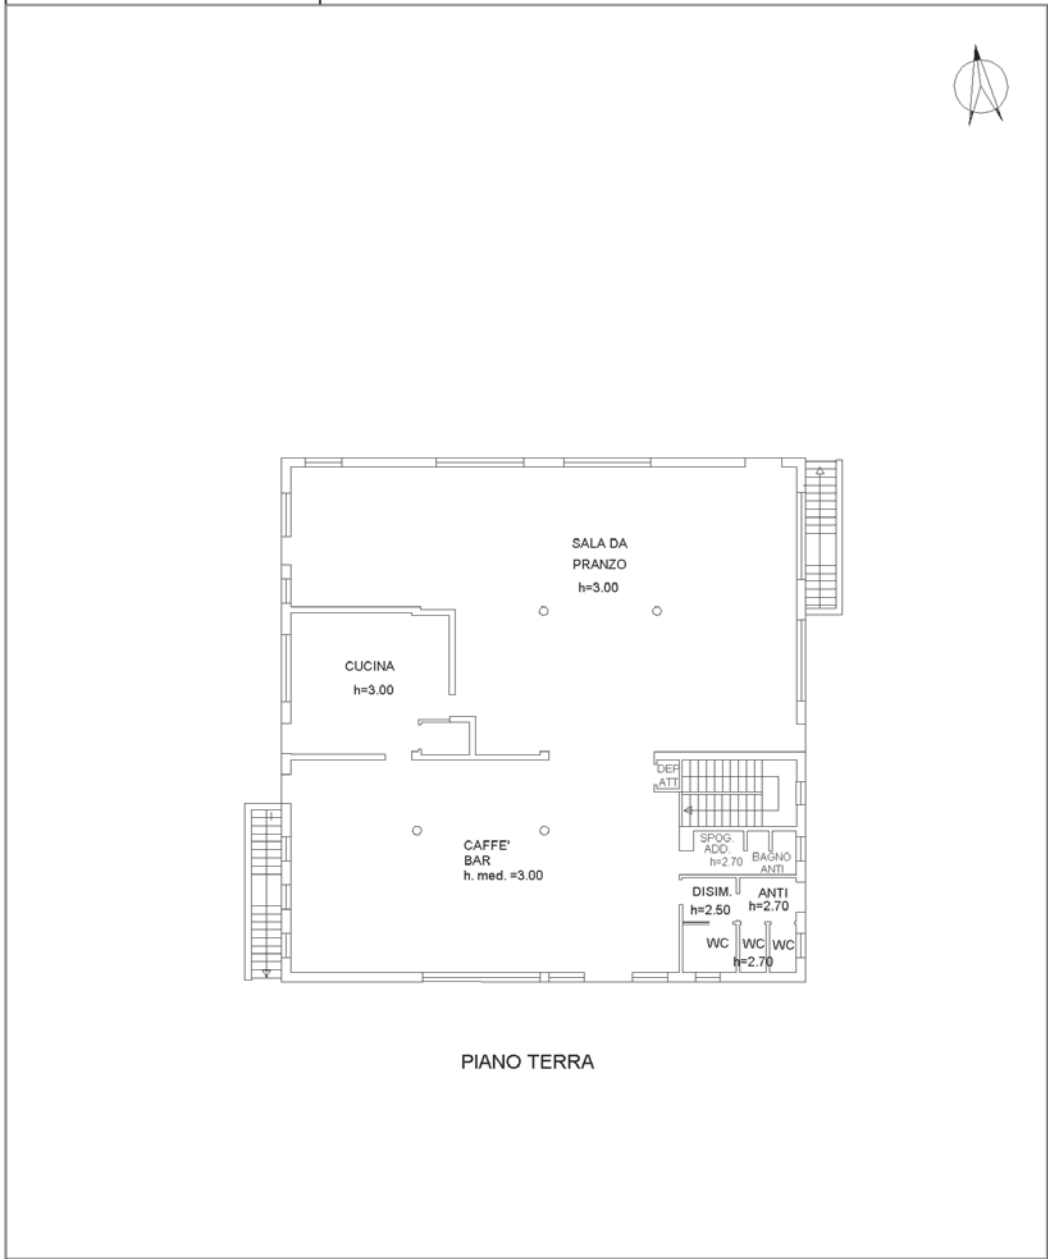 SALA DA
PRANZO
h=3.00
CUCINA
h=3.00
DEP
ATT
CAFFE'
BAR
h. med. =3.00
SPOG.
ADD.
h=2.70
BAGNO
ANTI
DISIM.
h=2.50
ANTI
h=2.70
WC
WC
WC
h=2.70
PIANO TERRA